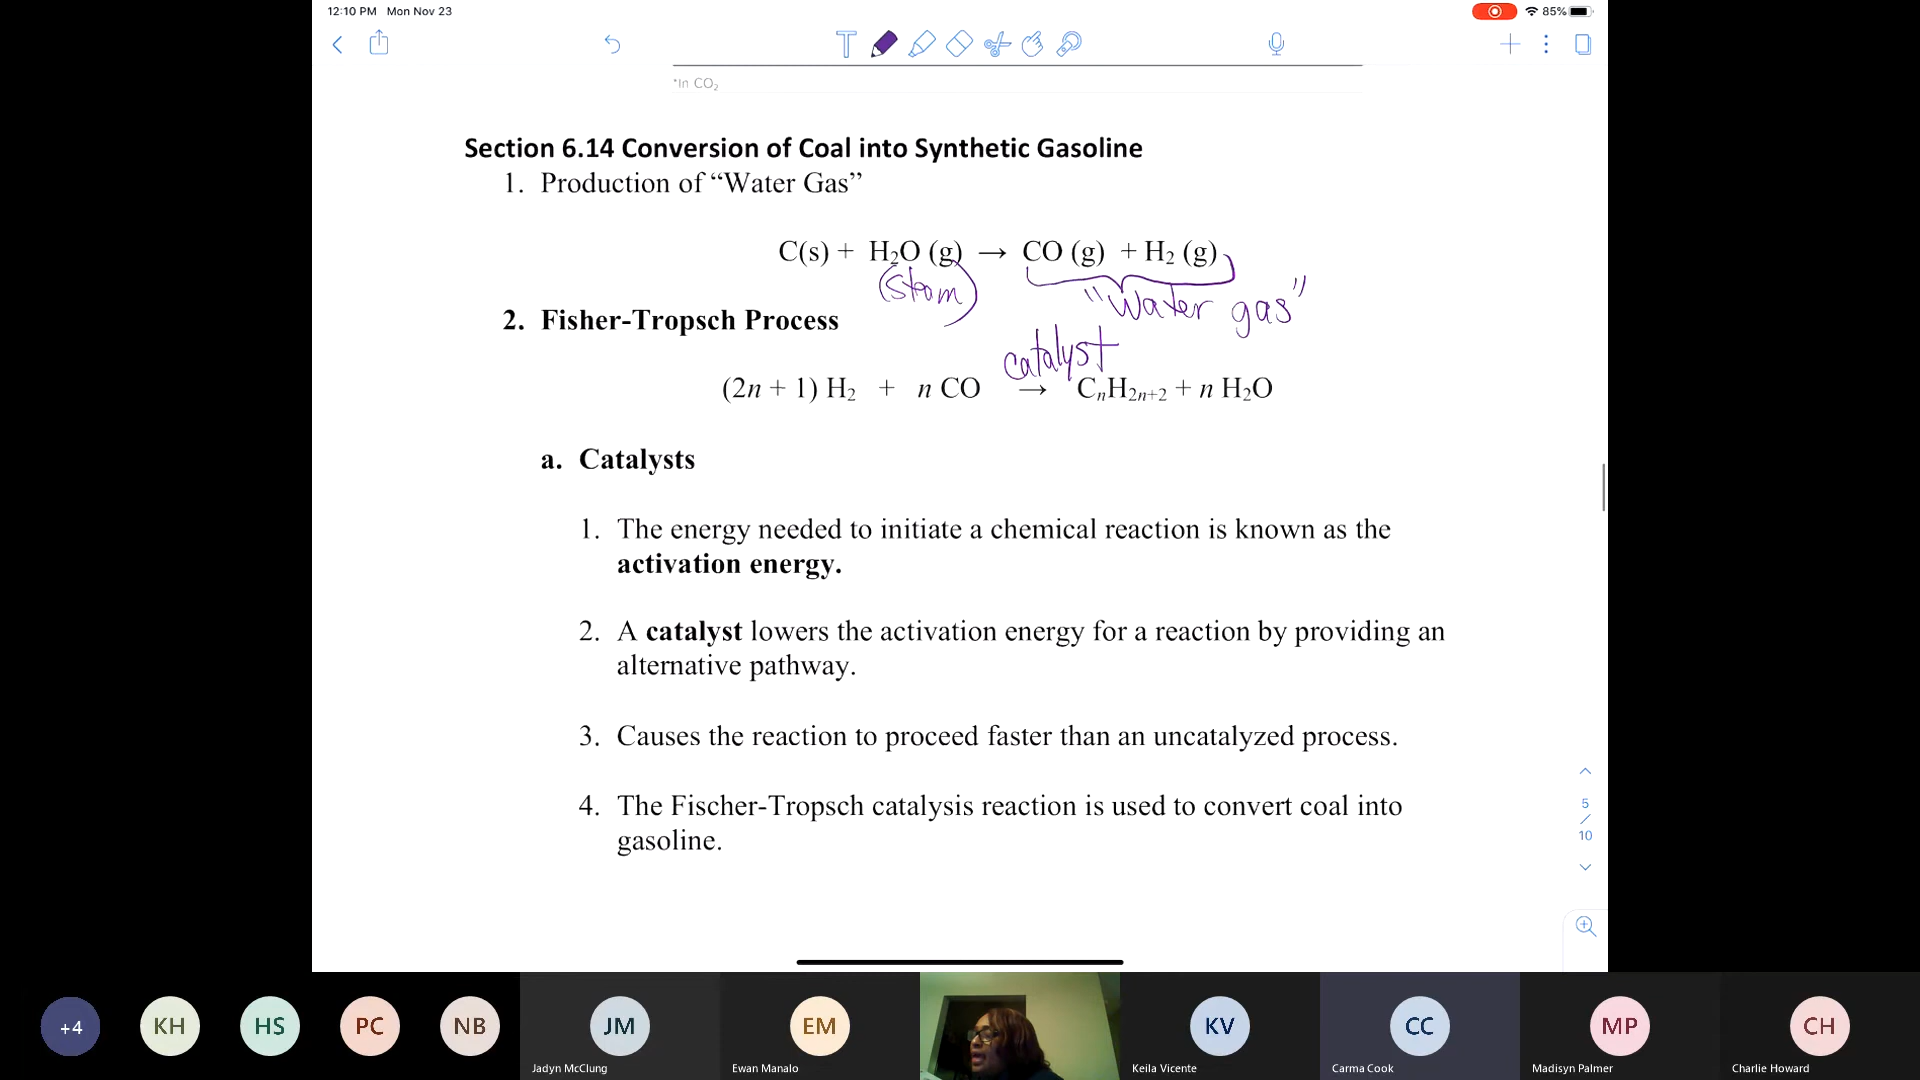 12:10 PM Mon Nov 23
85%
*In CO₂
Section 6.14 Conversion of Coal into Synthetic Gasoline
1. Production of “Water Gas”
C(s) + H₂O (g) → CO (g) + H₂ (g)
(steam)
"Water gas"
2. Fisher-Tropsch Process
catalyst
(2n + 1) H₂ + n CO → CₙH₂ₙ₊₂ + n H₂O
a. Catalysts
1. The energy needed to initiate a chemical reaction is known as the
activation energy.
2. A catalyst lowers the activation energy for a reaction by providing an
alternative pathway.
3. Causes the reaction to proceed faster than an uncatalyzed process.
4. The Fischer-Tropsch catalysis reaction is used to convert coal into
gasoline.
5
/
10
+4 KH HS PC NB JM EM KV CC MP CH
Jadyn McClung Ewan Manalo Keila Vicente Carma Cook Madisyn Palmer Charlie Howard